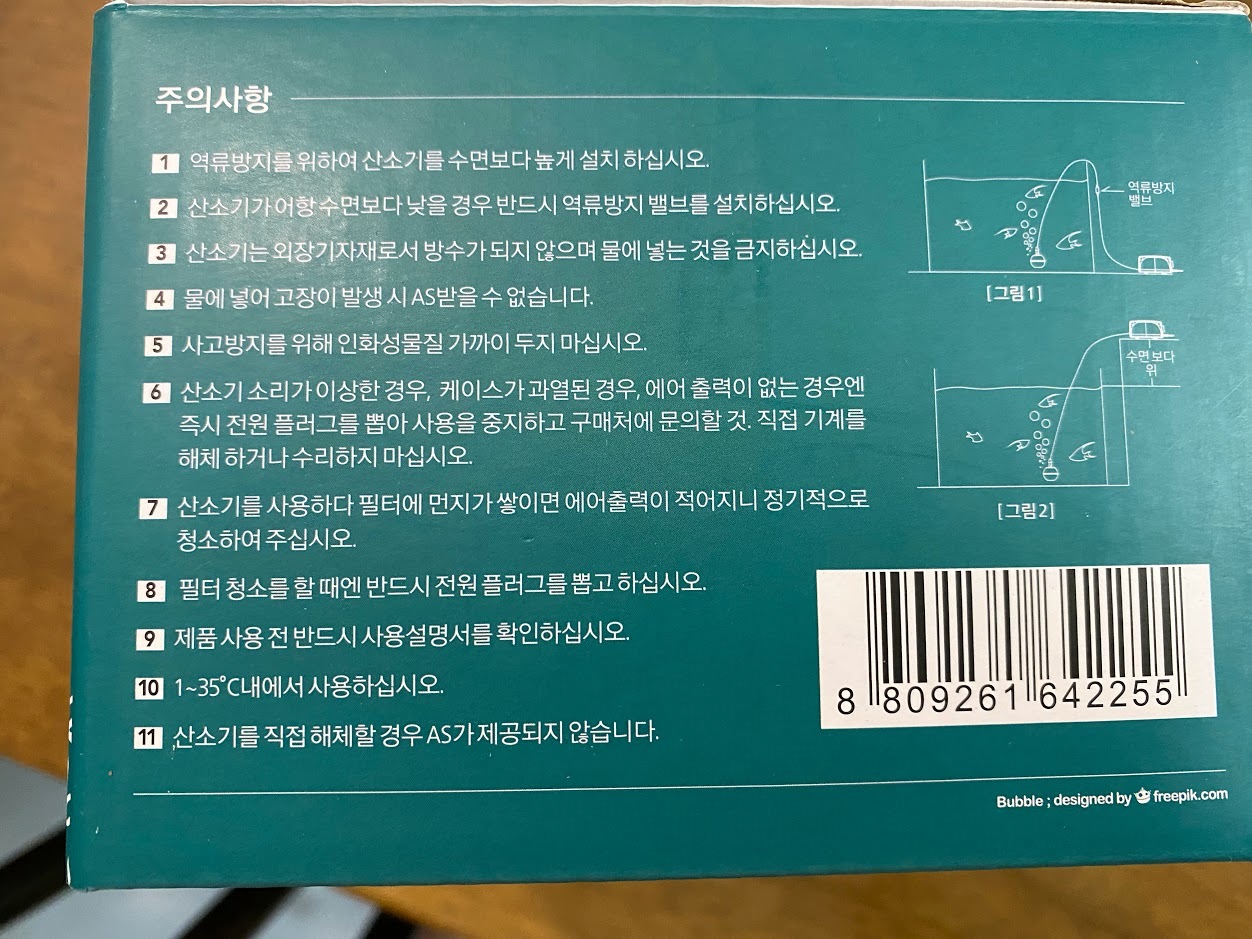 주의사항
1 역류방지를 위하여 산소기를 수면보다 높게 설치 하십시오.
2 산소기가 어항 수면보다 낮을 경우 반드시 역류방지 밸브를 설치하십시오.
3 산소기는 외장기자재로서 방수가 되지 않으며 물에 넣는 것을 금지하십시오.
4 물에 넣어 고장이 발생 시 AS받을 수 없습니다.
5 사고방지를 위해 인화성물질 가까이 두지 마십시오.
6 산소기 소리가 이상한 경우, 케이스가 과열된 경우, 에어 출력이 없는 경우엔
즉시 전원 플러그를 뽑아 사용을 중지하고 구매처에 문의할 것. 직접 기계를
해체 하거나 수리하지 마십시오.
7 산소기를 사용하다 필터에 먼지가 쌓이면 에어출력이 적어지니 정기적으로
청소하여 주십시오.
8 필터 청소를 할 때엔 반드시 전원 플러그를 뽑고 하십시오.
9 제품 사용 전 반드시 사용설명서를 확인하십시오.
10 1~35°C내에서 사용하십시오.
11 산소기를 직접 해체할 경우 AS가 제공되지 않습니다.
역류방지
밸브
[그림1]
수면 보다
위
[그림2]
8 809261 642255
Bubble ; designed by freepik.com